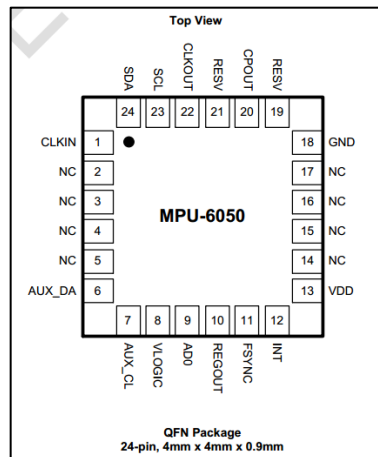 Top View
SDA
SCL
CLKOUT
RESV
CPOUT
RESV
24 23 22 21 20 19
CLKIN 1 18 GND
NC 2 17 NC
NC 3 16 NC
MPU-6050
NC 4 15 NC
NC 5 14 NC
AUX_DA 6 13 VDD
7 8 9 10 11 12
AUX_CL
VLOGIC
AD0
REGOUT
FSYNC
INT
QFN Package
24-pin, 4mm x 4mm x 0.9mm